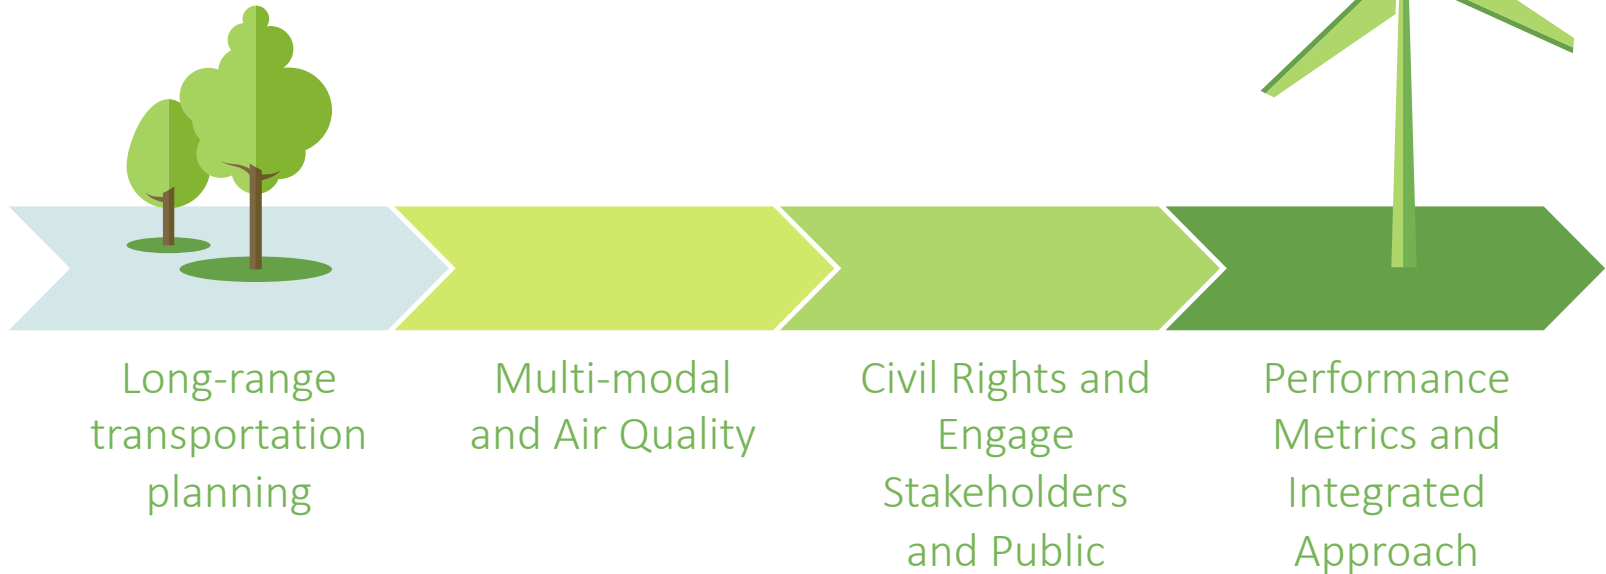 Long-range
transportation
planning
Multi-modal
and Air Quality
Civil Rights and
Engage
Stakeholders
and Public
Performance
Metrics and
Integrated
Approach